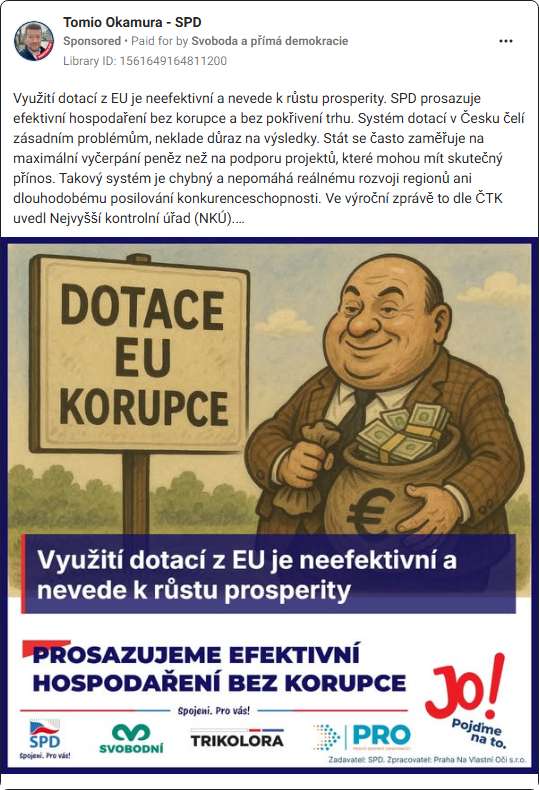 Tomio Okamura - SPD
Sponsored • Paid for by Svoboda a přímá demokracie
Library ID: 1561649164811200
Využití dotací z EU je neefektivní a nevede k růstu prosperity. SPD prosazuje
efektivní hospodaření bez korupce a bez pokřivení trhu. Systém dotací v Česku čelí
zásadním problémům, neklade důraz na výsledky. Stát se často zaměřuje na
maximální vyčerpání peněz než na podporu projektů, které mohou mít skutečný
přínos. Takový systém je chybný a nepomáhá reálnému rozvoji regionů ani
dlouhodobému posilování konkurenceschopnosti. Ve výroční zprávě to dle ČTK
uvedl Nejvyšší kontrolní úřad (NKÚ)....
DOTACE
EU
KORUPCE
€
Využití dotací z EU je neefektivní a
nevede k růstu prosperity
PROSAZUJEME EFEKTIVNÍ
HOSPODAŘENÍ BEZ KORUPCE
Jo!
Pojďme
na to.
Spojeni. Pro vás!
SPD
Spojeni. Pro vás!
SVOBODNÍ
TRIKOLORA
PRO
Zadavatel: SPD. Zpracovatel: Praha Na Vlastní Oči s.r.o.